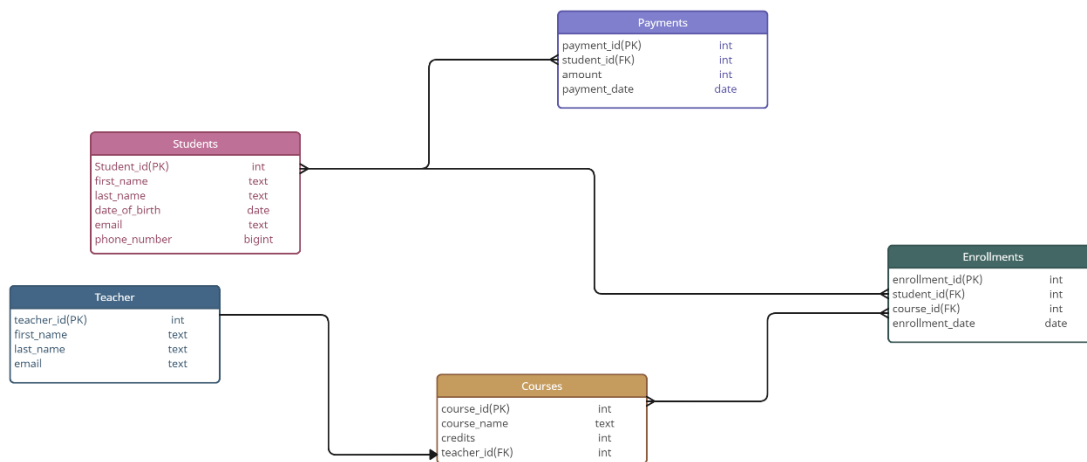 Payments
payment_id(PK) int
student_id(FK) int
amount int
payment_date date
Students
Student_id(PK) int
first_name text
last_name text
date_of_birth date
email text
phone_number bigint
Enrollments
enrollment_id(PK) int
student_id(FK) int
course_id(FK) int
enrollment_date date
Teacher
teacher_id(PK) int
first_name text
last_name text
email text
Courses
course_id(PK) int
course_name text
credits int
teacher_id(FK) int